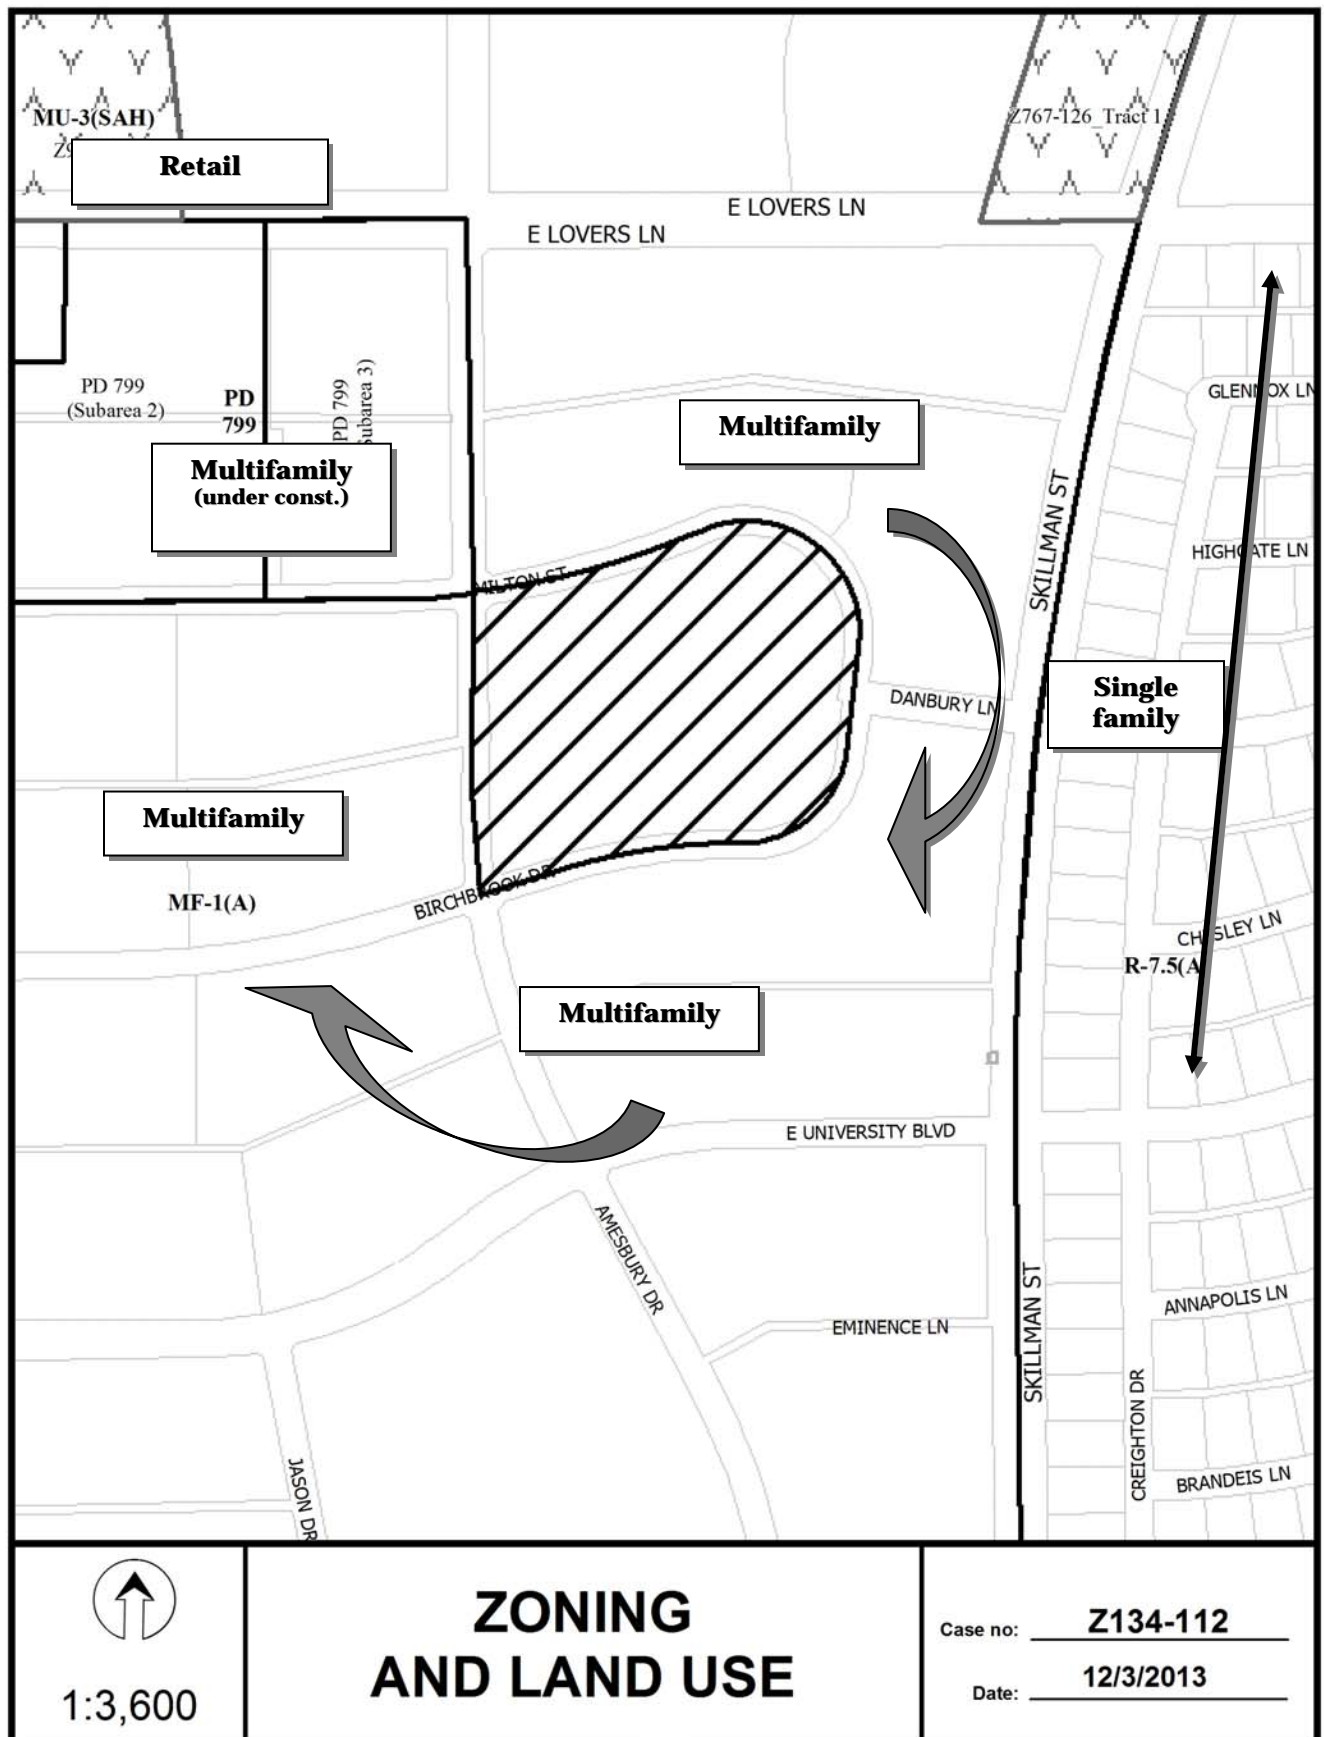 MU-3(SAH)
Z767-126_Tract 1
Retail
E LOVERS LN
E LOVERS LN
PD 799
(Subarea 2)
PD
799
PD 799
Subarea 3)
GLENNOX LN
Multifamily
Multifamily
(under const.)
SKILLMAN ST
HIGHGATE LN
MILTON ST
DANBURY LN
Single
family
Multifamily
MF-1(A)
BIRCHBROOK DR
CHESLEY LN
R-7.5(A
Multifamily
E UNIVERSITY BLVD
AMESBURY DR
SKILLMAN ST
ANNAPOLIS LN
EMINENCE LN
CREIGHTON DR
JASON DR
BRANDEIS LN
1:3,600
ZONING
AND LAND USE
Case no: Z134-112
Date: 12/3/2013